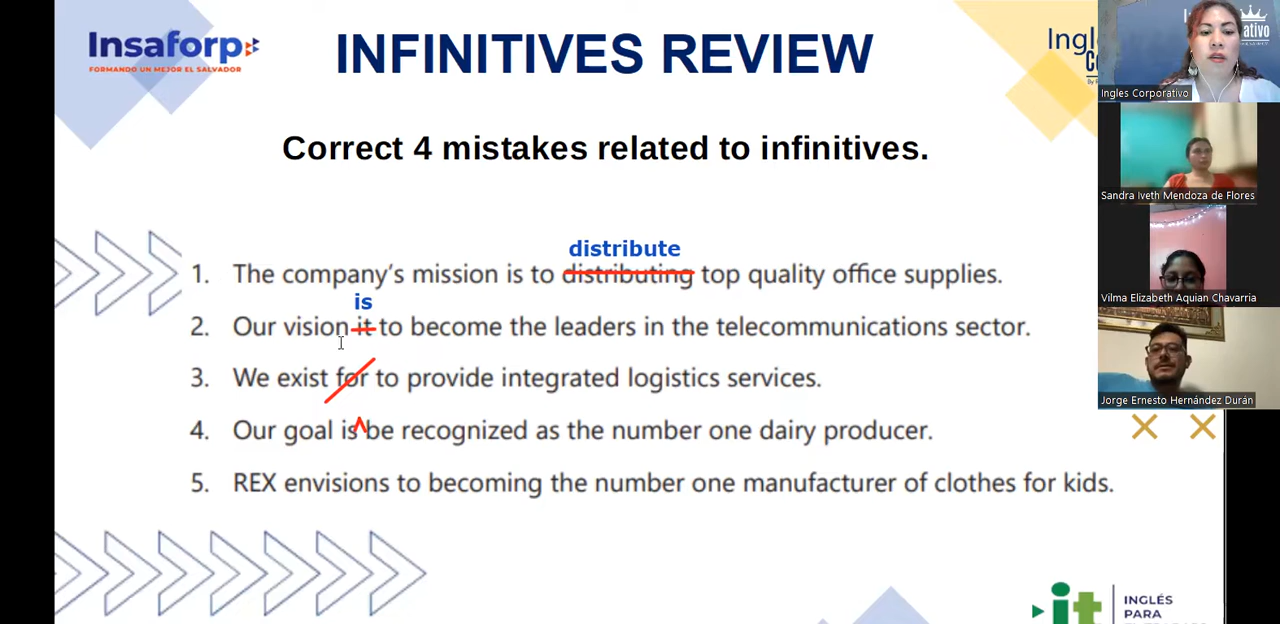 Insaforp
FORMANDO UN MEJOR EL SALVADOR
INFINITIVES REVIEW
Correct 4 mistakes related to infinitives.
distribute
1. The company's mission is to distributing top quality office supplies.
is
2. Our vision it to become the leaders in the telecommunications sector.
3. We exist for to provide integrated logistics services.
4. Our goal is be recognized as the number one dairy producer.
5. REX envisions to becoming the number one manufacturer of clothes for kids.
Ingles Corporativo
Sandra Iveth Mendoza de Flores
Vilma Elizabeth Aquian Chavarria
Jorge Ernesto Hernández Durán
it
INGLÉS
PARA